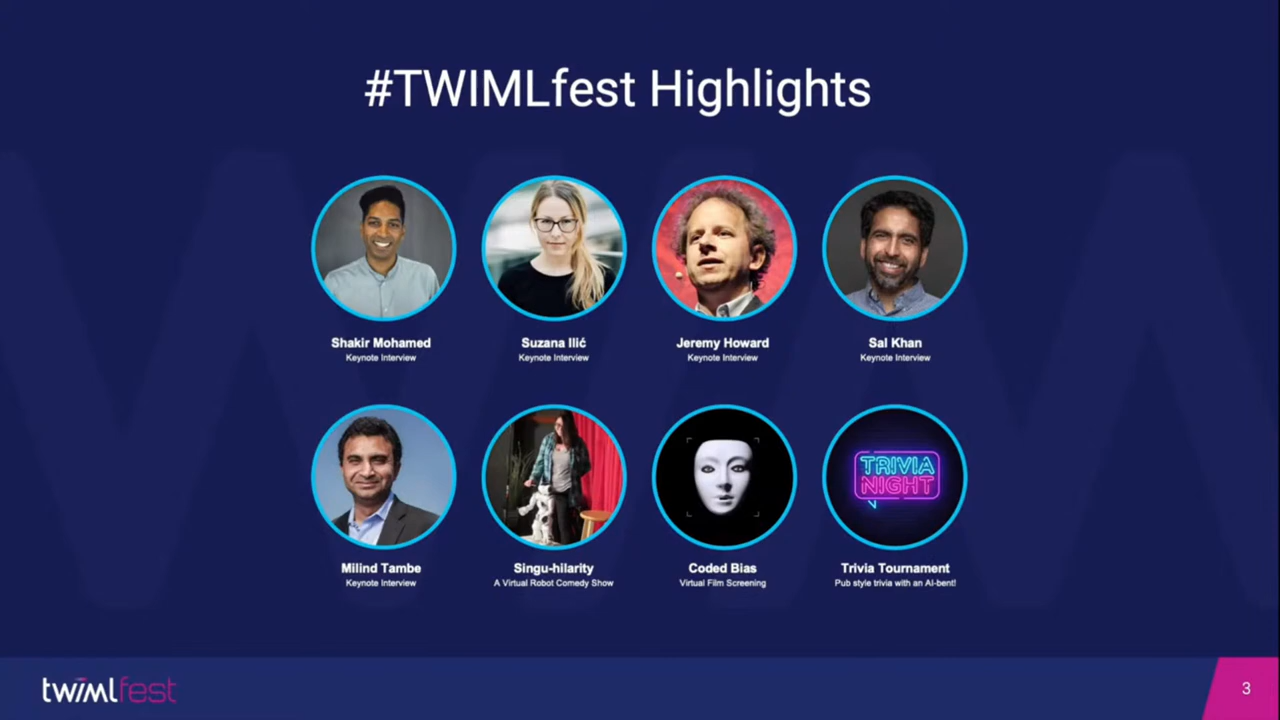 #TWIMLfest Highlights
Shakir Mohamed
Keynote Interview
Suzana Ilić
Keynote Interview
Jeremy Howard
Keynote Interview
Sal Khan
Keynote Interview
TRIVIA
NIGHT
Milind Tambe
Keynote Interview
Singu-hilarity
A Virtual Robot Comedy Show
Coded Bias
Virtual Film Screening
Trivia Tournament
Pub style trivia with an AI-bent!
twimlfest
3